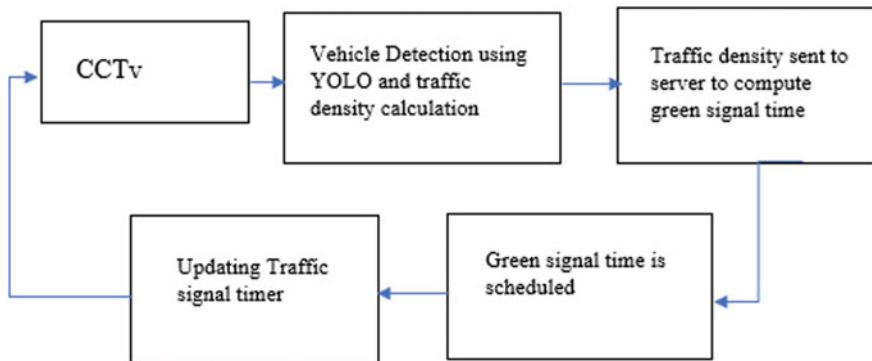 CCTv
Vehicle Detection using
YOLO and traffic
density calculation
Traffic density sent to
server to compute
green signal time
Green signal time is
scheduled
Updating Traffic
signal timer